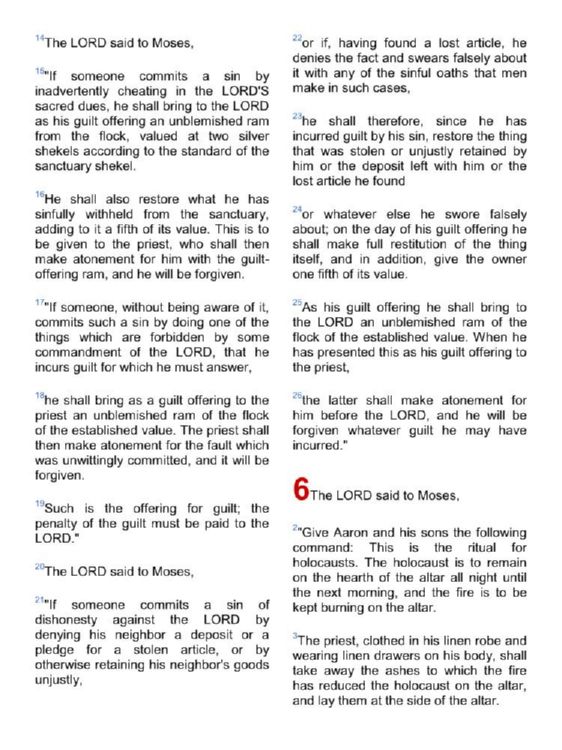 14The LORD said to Moses,
15"If someone commits a sin by
inadvertently cheating in the LORD'S
sacred dues, he shall bring to the LORD
as his guilt offering an unblemished ram
from the flock, valued at two silver
shekels according to the standard of the
sanctuary shekel.
16He shall also restore what he has
sinfully withheld from the sanctuary,
adding to it a fifth of its value. This is to
be given to the priest, who shall then
make atonement for him with the guilt-
offering ram, and he will be forgiven.
17"If someone, without being aware of it,
commits such a sin by doing one of the
things which are forbidden by some
commandment of the LORD, that he
incurs guilt for which he must answer,
18he shall bring as a guilt offering to the
priest an unblemished ram of the flock
of the established value. The priest shall
then make atonement for the fault which
was unwittingly committed, and it will be
forgiven.
19Such is the offering for guilt; the
penalty of the guilt must be paid to the
LORD."
20The LORD said to Moses,
21"If someone commits a sin of
dishonesty against the LORD by
denying his neighbor a deposit or a
pledge for a stolen article, or by
otherwise retaining his neighbor's goods
unjustly,
22or if, having found a lost article, he
denies the fact and swears falsely about
it with any of the sinful oaths that men
make in such cases,
23he shall therefore, since he has
incurred guilt by his sin, restore the thing
that was stolen or unjustly retained by
him or the deposit left with him or the
lost article he found
24or whatever else he swore falsely
about; on the day of his guilt offering he
shall make full restitution of the thing
itself, and in addition, give the owner
one fifth of its value.
25As his guilt offering he shall bring to
the LORD an unblemished ram of the
flock of the established value. When he
has presented this as his guilt offering to
the priest,
26the latter shall make atonement for
him before the LORD, and he will be
forgiven whatever guilt he may have
incurred."
6The LORD said to Moses,
2"Give Aaron and his sons the following
command: This is the ritual for
holocausts. The holocaust is to remain
on the hearth of the altar all night until
the next morning, and the fire is to be
kept burning on the altar.
3The priest, clothed in his linen robe and
wearing linen drawers on his body, shall
take away the ashes to which the fire
has reduced the holocaust on the altar,
and lay them at the side of the altar.